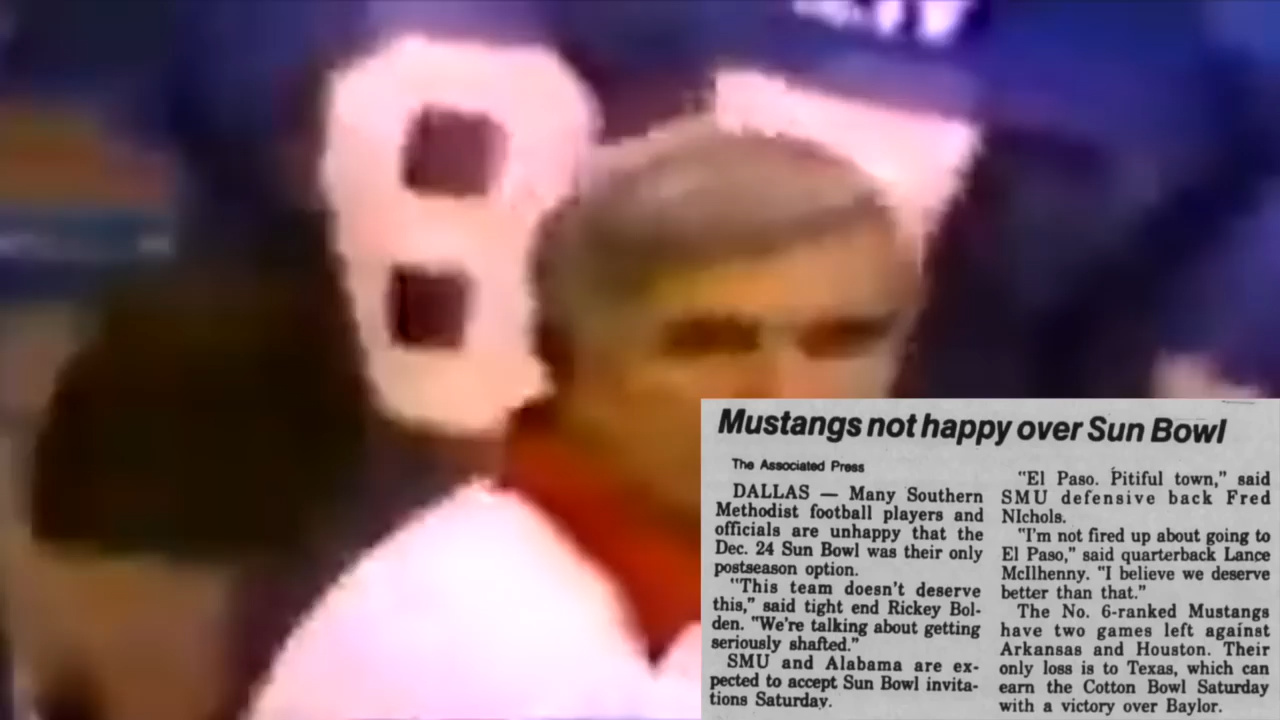 8
Mustangs not happy over Sun Bowl
The Associated Press
DALLAS — Many Southern
Methodist football players and
officials are unhappy that the
Dec. 24 Sun Bowl was their only
postseason option.
"This team doesn't deserve
this," said tight end Rickey Bol-
den. "We're talking about getting
seriously shafted."
SMU and Alabama are ex-
pected to accept Sun Bowl invita-
tions Saturday.
"El Paso. Pitiful town," said
SMU defensive back Fred
NIchols.
"I'm not fired up about going to
El Paso," said quarterback Lance
McIlhenny. "I believe we deserve
better than that."
The No. 6-ranked Mustangs
have two games left against
Arkansas and Houston. Their
only loss is to Texas, which can
earn the Cotton Bowl Saturday
with a victory over Baylor.